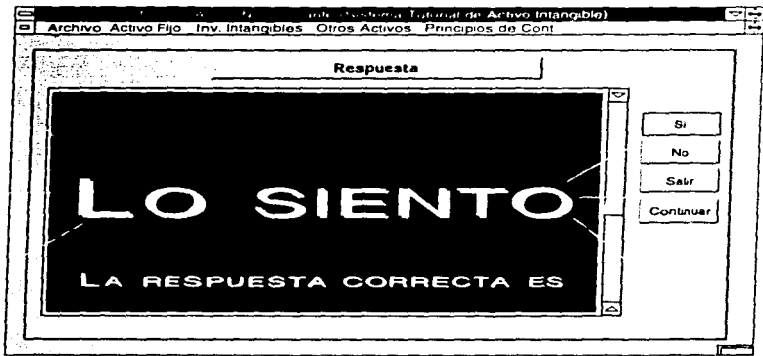 (Sistema Tutorial de Activo Intangible)
Archivo Activo Fijo Inv. Intangibles Otros Activos Principios de Cont
Respuesta
Si
No
Salir
Continuar
LO SIENTO
LA RESPUESTA CORRECTA ES